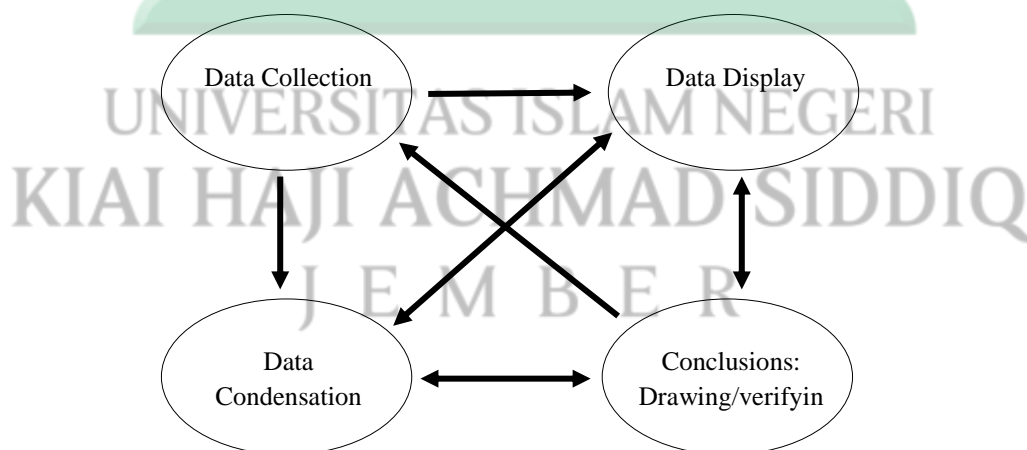 Data Collection
Data Display
UNIVERSITAS ISLAM NEGERI
KIAI HAJI ACHMAD SIDDIQ
J E M B E R
Data
Condensation
Conclusions:
Drawing/verifyin